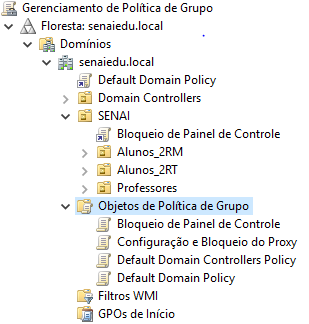 Gerenciamento de Política de Grupo
Floresta: senaiedu.local
Domínios
senaiedu.local
Default Domain Policy
Domain Controllers
SENAI
Bloqueio de Painel de Controle
Alunos_2RM
Alunos_2RT
Professores
Objetos de Política de Grupo
Bloqueio de Painel de Controle
Configuração e Bloqueio do Proxy
Default Domain Controllers Policy
Default Domain Policy
Filtros WMI
GPOs de Início